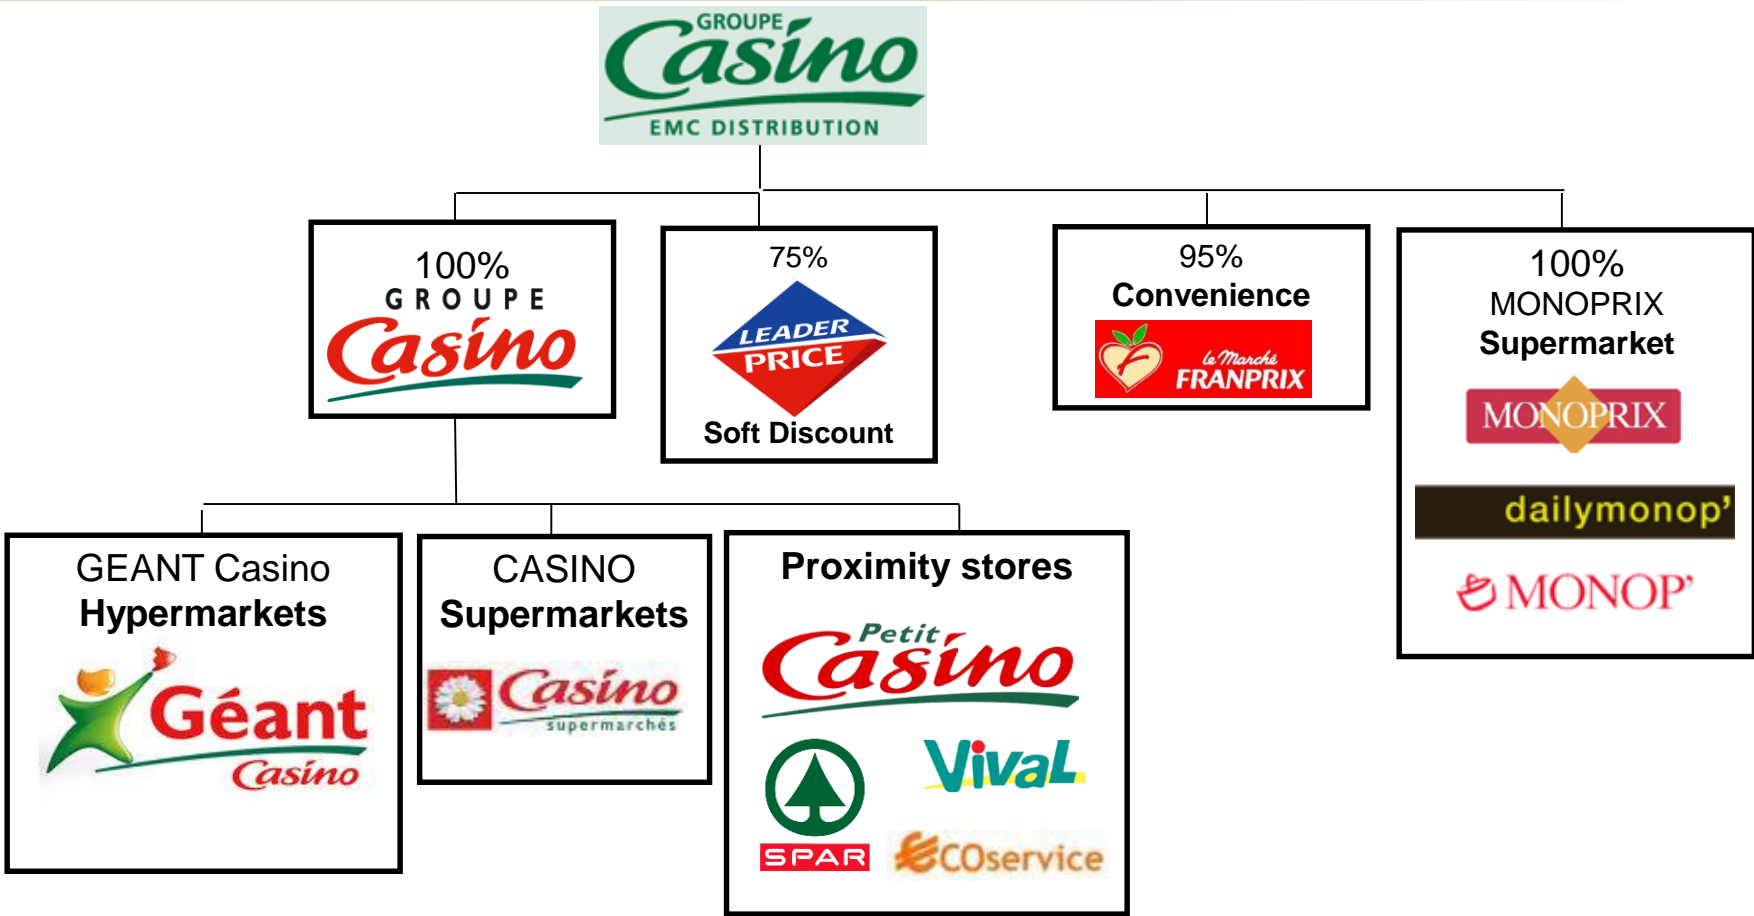 GROUPE
Casino
EMC DISTRIBUTION
100%
GROUPE
Casino
75%
LEADER
PRICE
Soft Discount
95%
Convenience
le Marché
FRANPRIX
100%
MONOPRIX
Supermarket
MONOPRIX
dailymonop'
MONOP'
GEANT Casino
Hypermarkets
Géant
Casino
CASINO
Supermarkets
Casino
supermarchés
Proximity stores
Petit
Casino
SPAR
Vival
ECOservice